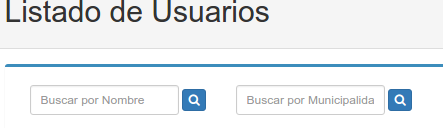 Listado de Usuarios
Buscar por Nombre
Buscar por Municipalida